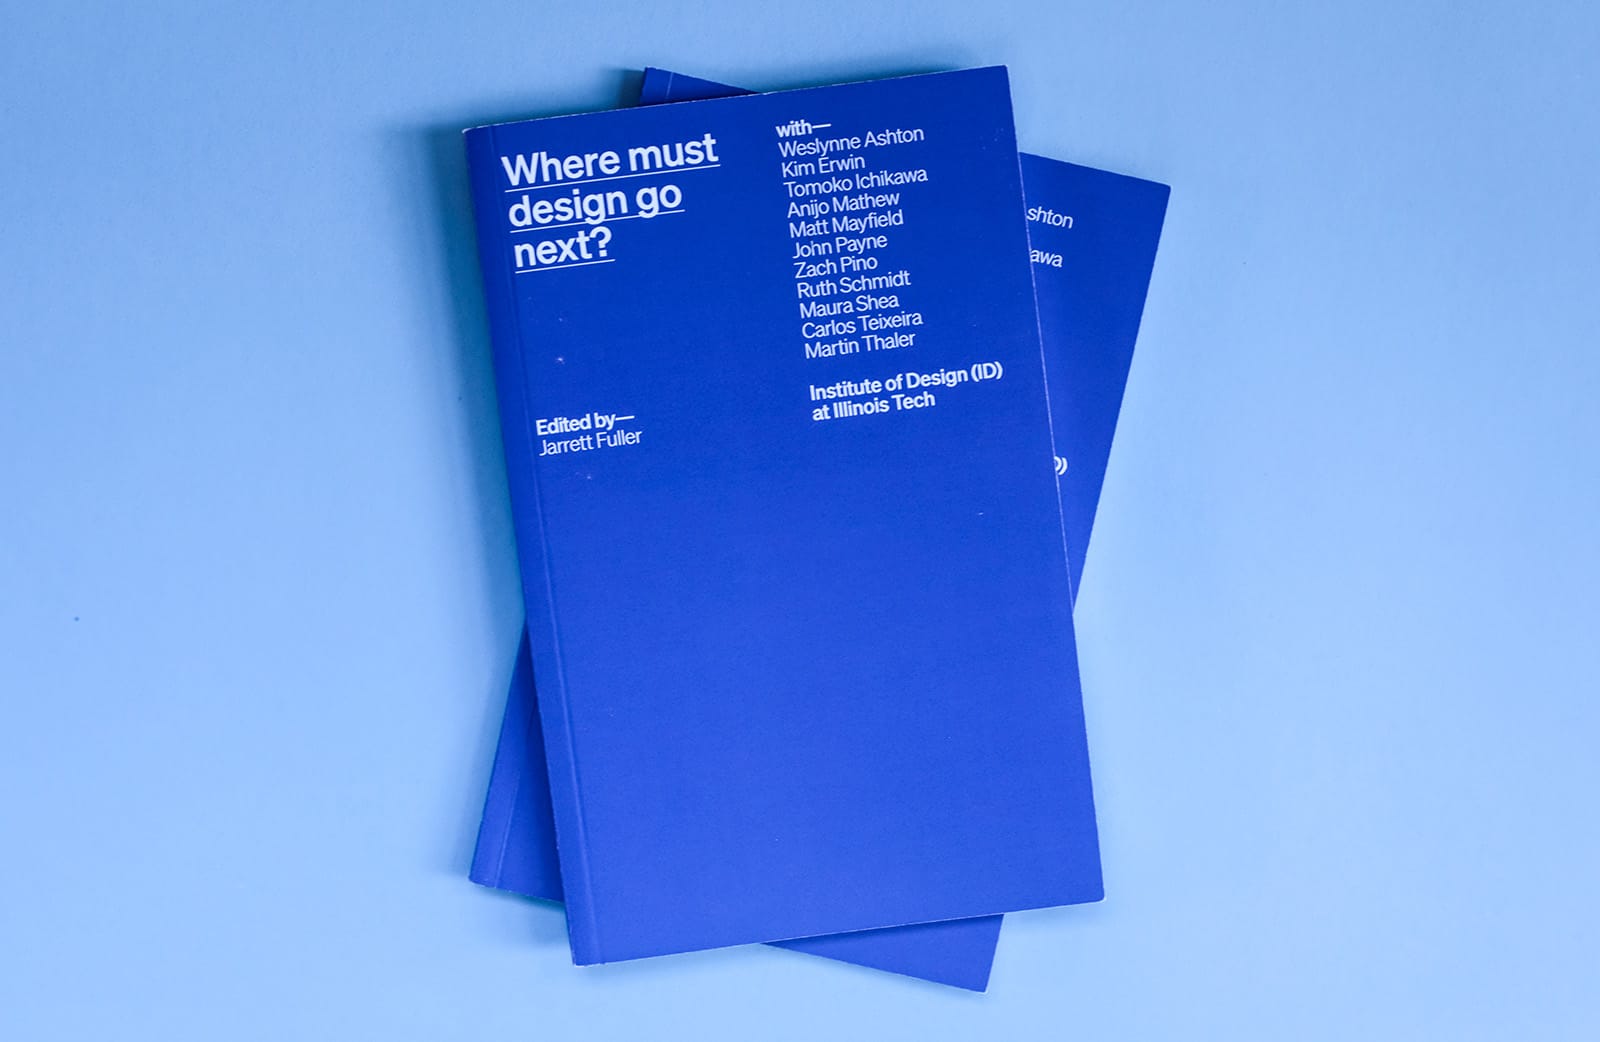 Where must
design go
next?
with—
Weslynne Ashton
Kim Erwin
Tomoko Ichikawa
Anijo Mathew
Matt Mayfield
John Payne
Zach Pino
Ruth Schmidt
Maura Shea
Carlos Teixeira
Martin Thaler
Institute of Design (ID)
at Illinois Tech
Edited by—
Jarrett Fuller
shton
awa
D)